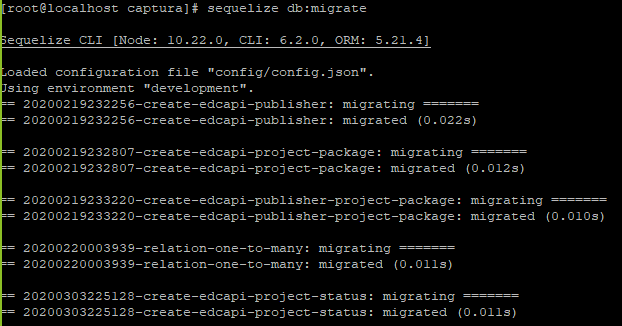 [root@localhost captura]# sequelize db:migrate
Sequelize CLI [Node: 10.22.0, CLI: 6.2.0, ORM: 5.21.4]
Loaded configuration file "config/config.json".
Using environment "development".
== 20200219232256-create-edcapi-publisher: migrating =======
== 20200219232256-create-edcapi-publisher: migrated (0.022s)
== 20200219232807-create-edcapi-project-package: migrating =======
== 20200219232807-create-edcapi-project-package: migrated (0.012s)
== 20200219233220-create-edcapi-publisher-project-package: migrating =======
== 20200219233220-create-edcapi-publisher-project-package: migrated (0.010s)
== 20200220003939-relation-one-to-many: migrating =======
== 20200220003939-relation-one-to-many: migrated (0.011s)
== 20200303225128-create-edcapi-project-status: migrating =======
== 20200303225128-create-edcapi-project-status: migrated (0.011s)